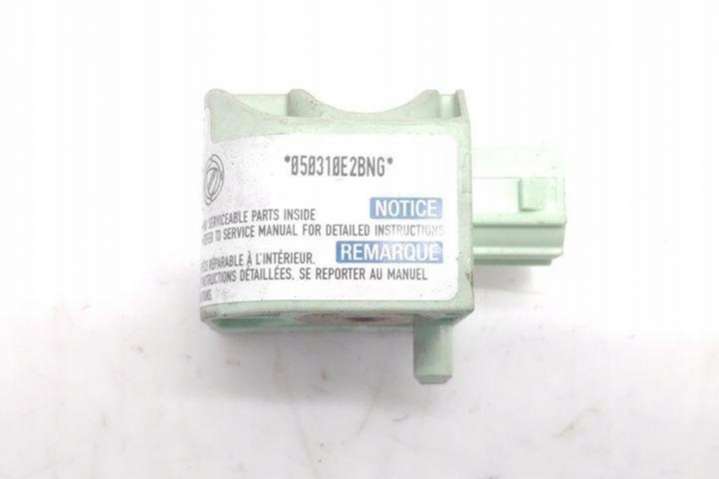 *050310E2BNG*
NOTICE
SERVICEABLE PARTS INSIDE
TO SERVICE MANUAL FOR DETAILED INSTRUCTIONS
REMARQUE
RÉPARABLE À L'INTÉRIEUR.
INSTRUCTIONS DÉTAILLÉES, SE REPORTER AU MANUEL